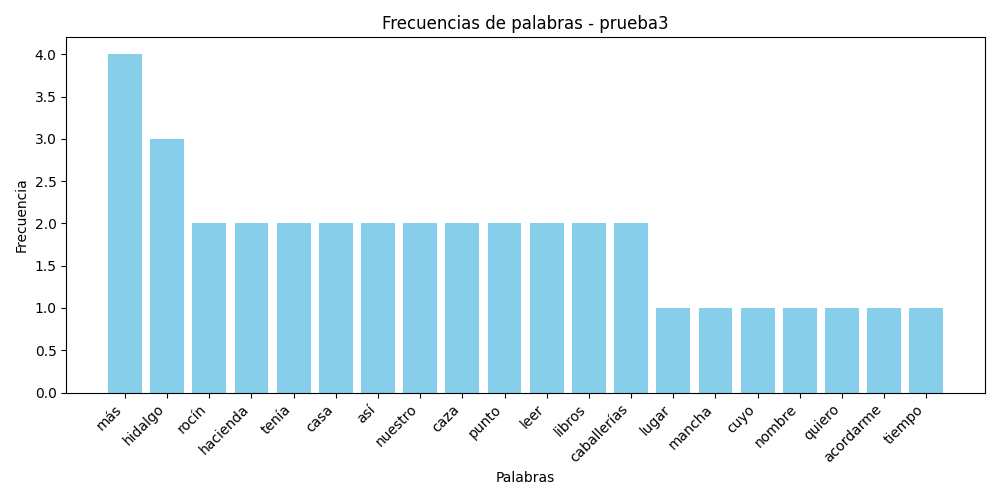 Frecuencias de palabras - prueba3
Frecuencia
4.0
3.5
3.0
2.5
2.0
1.5
1.0
0.5
0.0
más
hidalgo
rocín
hacienda
tenía
casa
así
nuestro
caza
punto
leer
libros
caballerías
lugar
mancha
cuyo
nombre
quiero
acordarme
tiempo
Palabras